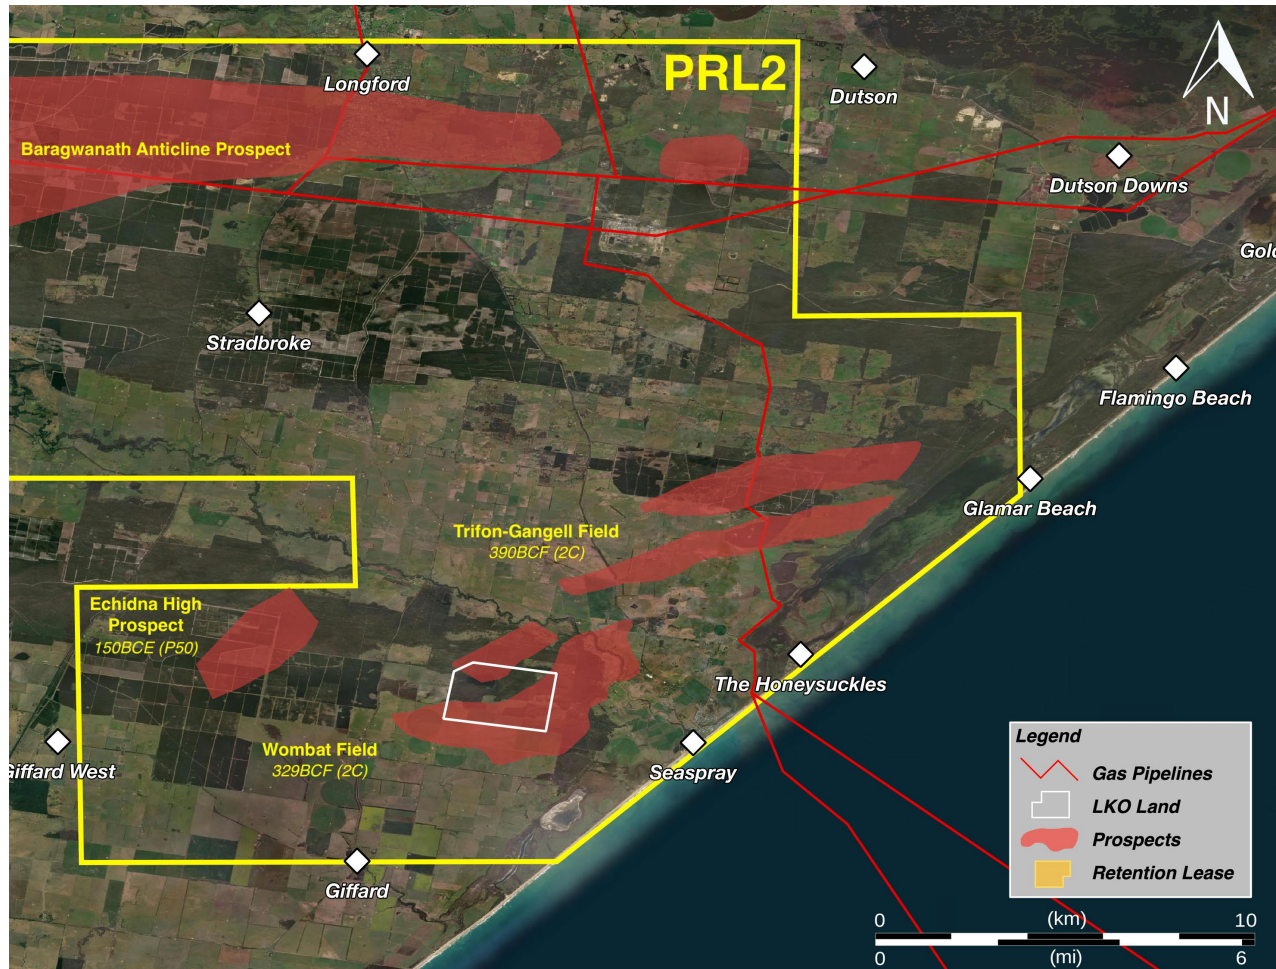 PRL2
Longford
Dutson
N
Baragwanath Anticline Prospect
Dutson Downs
Gold
Stradbroke
Flamingo Beach
Glamar Beach
Trifon-Gangell Field
390BCF (2C)
Echidna High
Prospect
150BCE (P50)
The Honeysuckles
Wombat Field
329BCF (2C)
Giffard West
Seaspray
Giffard
Legend
Gas Pipelines
LKO Land
Prospects
Retention Lease
0 (km) 10
0 (mi) 6